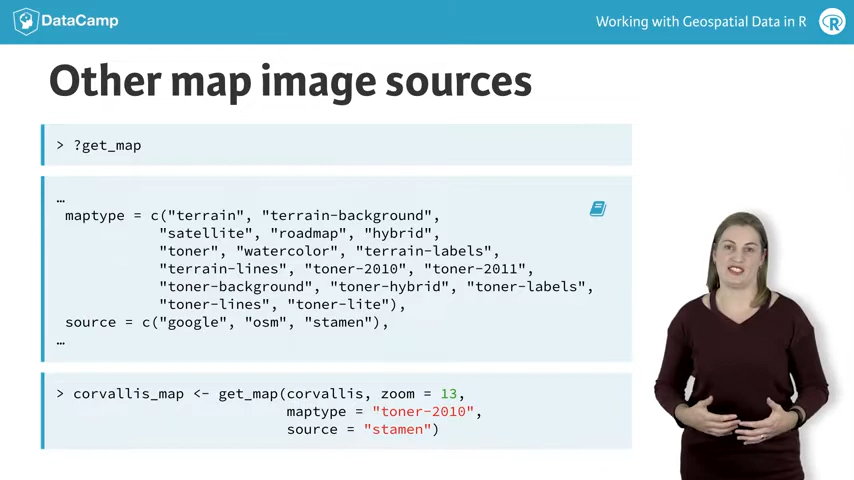 DataCamp
Working with Geospatial Data in R
R
Other map image sources
> ?get_map
…
maptype = c("terrain", "terrain-background",
"satellite", "roadmap", "hybrid",
"toner", "watercolor", "terrain-labels",
"terrain-lines", "toner-2010", "toner-2011",
"toner-background", "toner-hybrid", "toner-labels",
"toner-lines", "toner-lite"),
source = c("google", "osm", "stamen"),
…
> corvallis_map <- get_map(corvallis, zoom = 13,
maptype = "toner-2010",
source = "stamen")